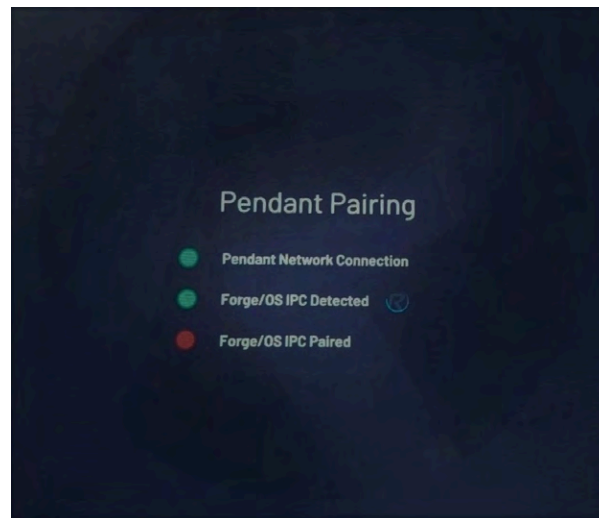 Pendant Pairing
Pendant Network Connection
Forge/OS IPC Detected
Forge/OS IPC Paired